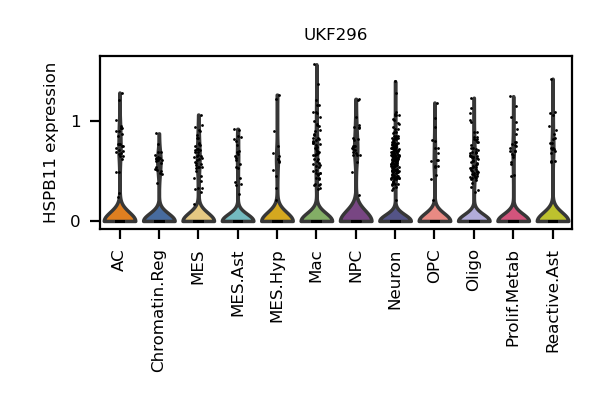 UKF296
HSPB11 expression
1
0
AC
Chromatin.Reg
MES
MES.Ast
MES.Hyp
Mac
NPC
Neuron
OPC
Oligo
Prolif.Metab
Reactive.Ast